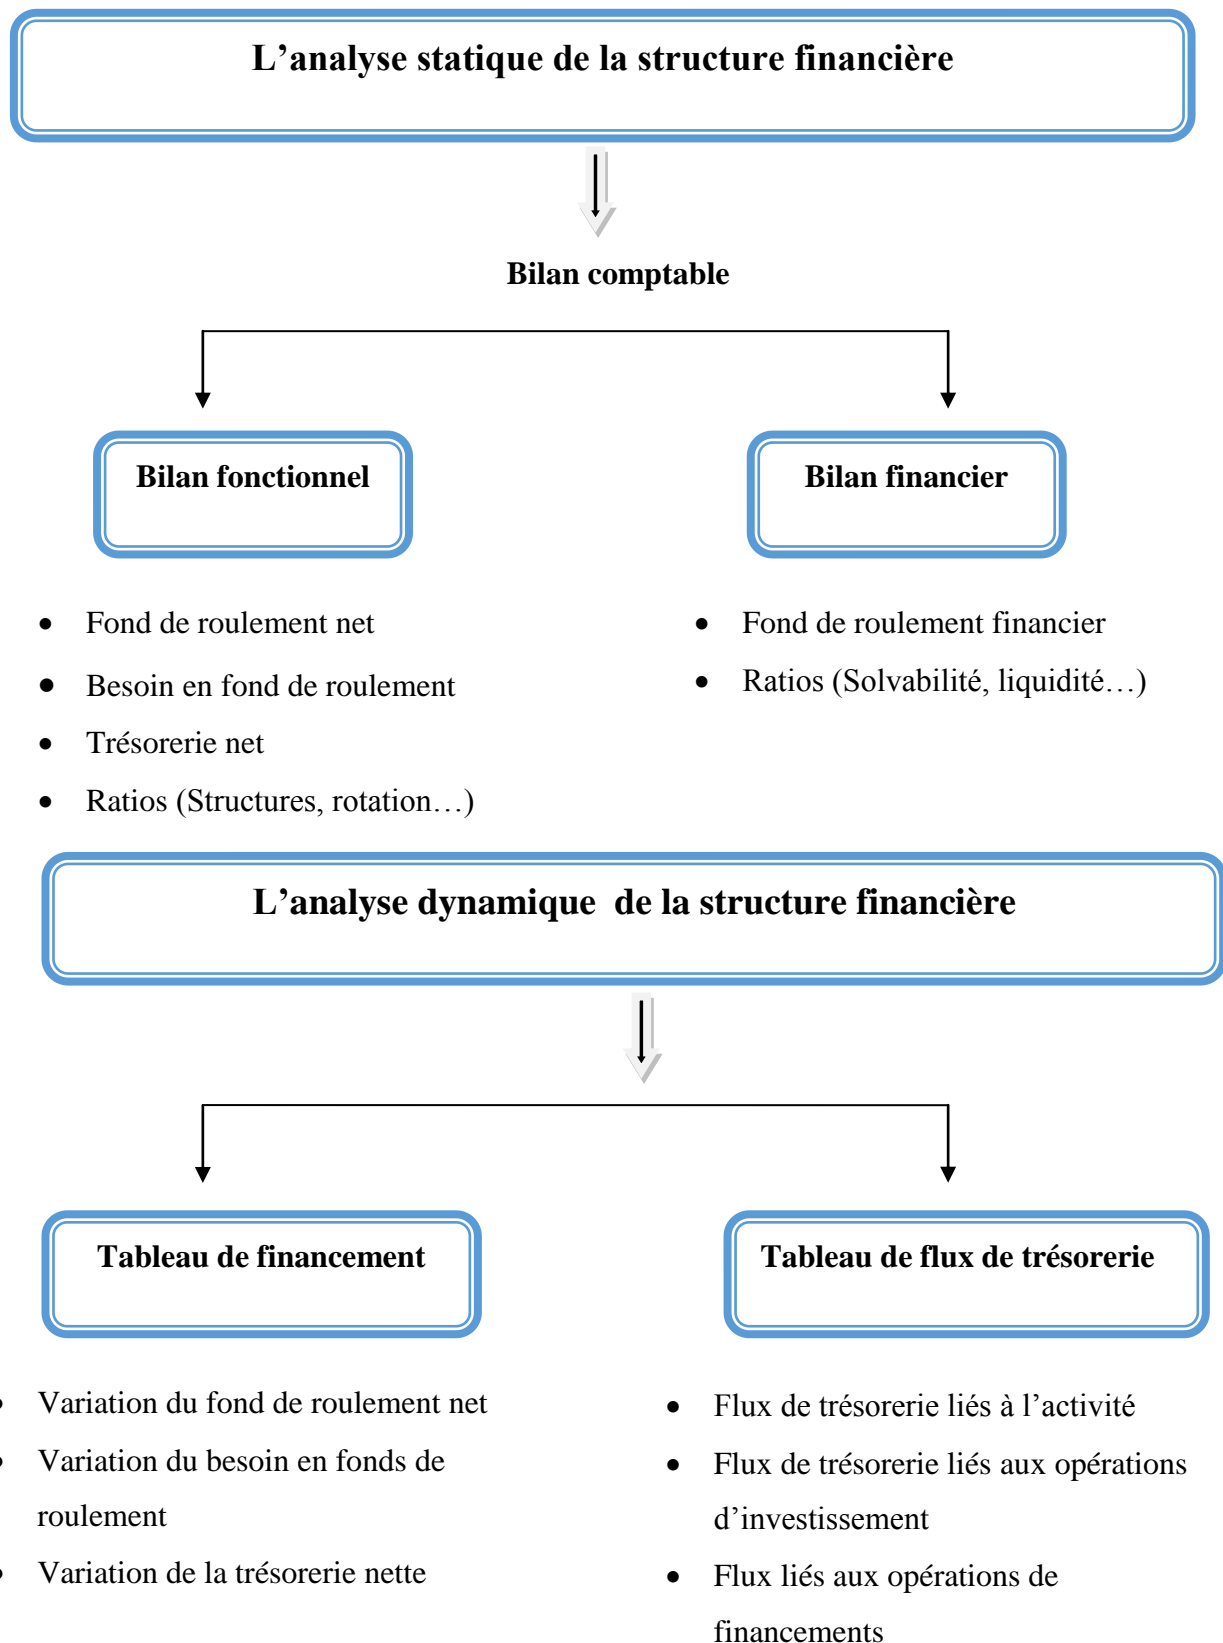 L’analyse statique de la structure financière
Bilan comptable
Bilan fonctionnel
Bilan financier
• Fond de roulement net
• Besoin en fond de roulement
• Trésorerie net
• Ratios (Structures, rotation…)
• Fond de roulement financier
• Ratios (Solvabilité, liquidité…)
L’analyse dynamique  de la structure financière
Tableau de financement
Tableau de flux de trésorerie
• Variation du fond de roulement net
• Variation du besoin en fonds de
roulement
• Variation de la trésorerie nette
• Flux de trésorerie liés à l’activité
• Flux de trésorerie liés aux opérations
d’investissement
• Flux liés aux opérations de
financements